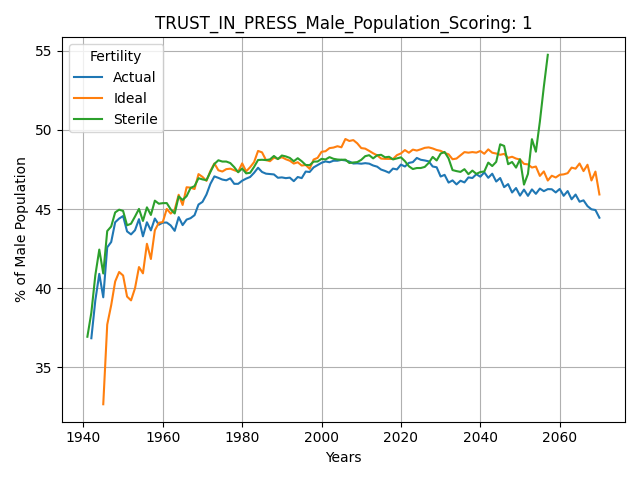 TRUST_IN_PRESS_Male_Population_Scoring: 1
Fertility
Actual
Ideal
Sterile
% of Male Population
55
50
45
40
35
1940 1960 1980 2000 2020 2040 2060
Years